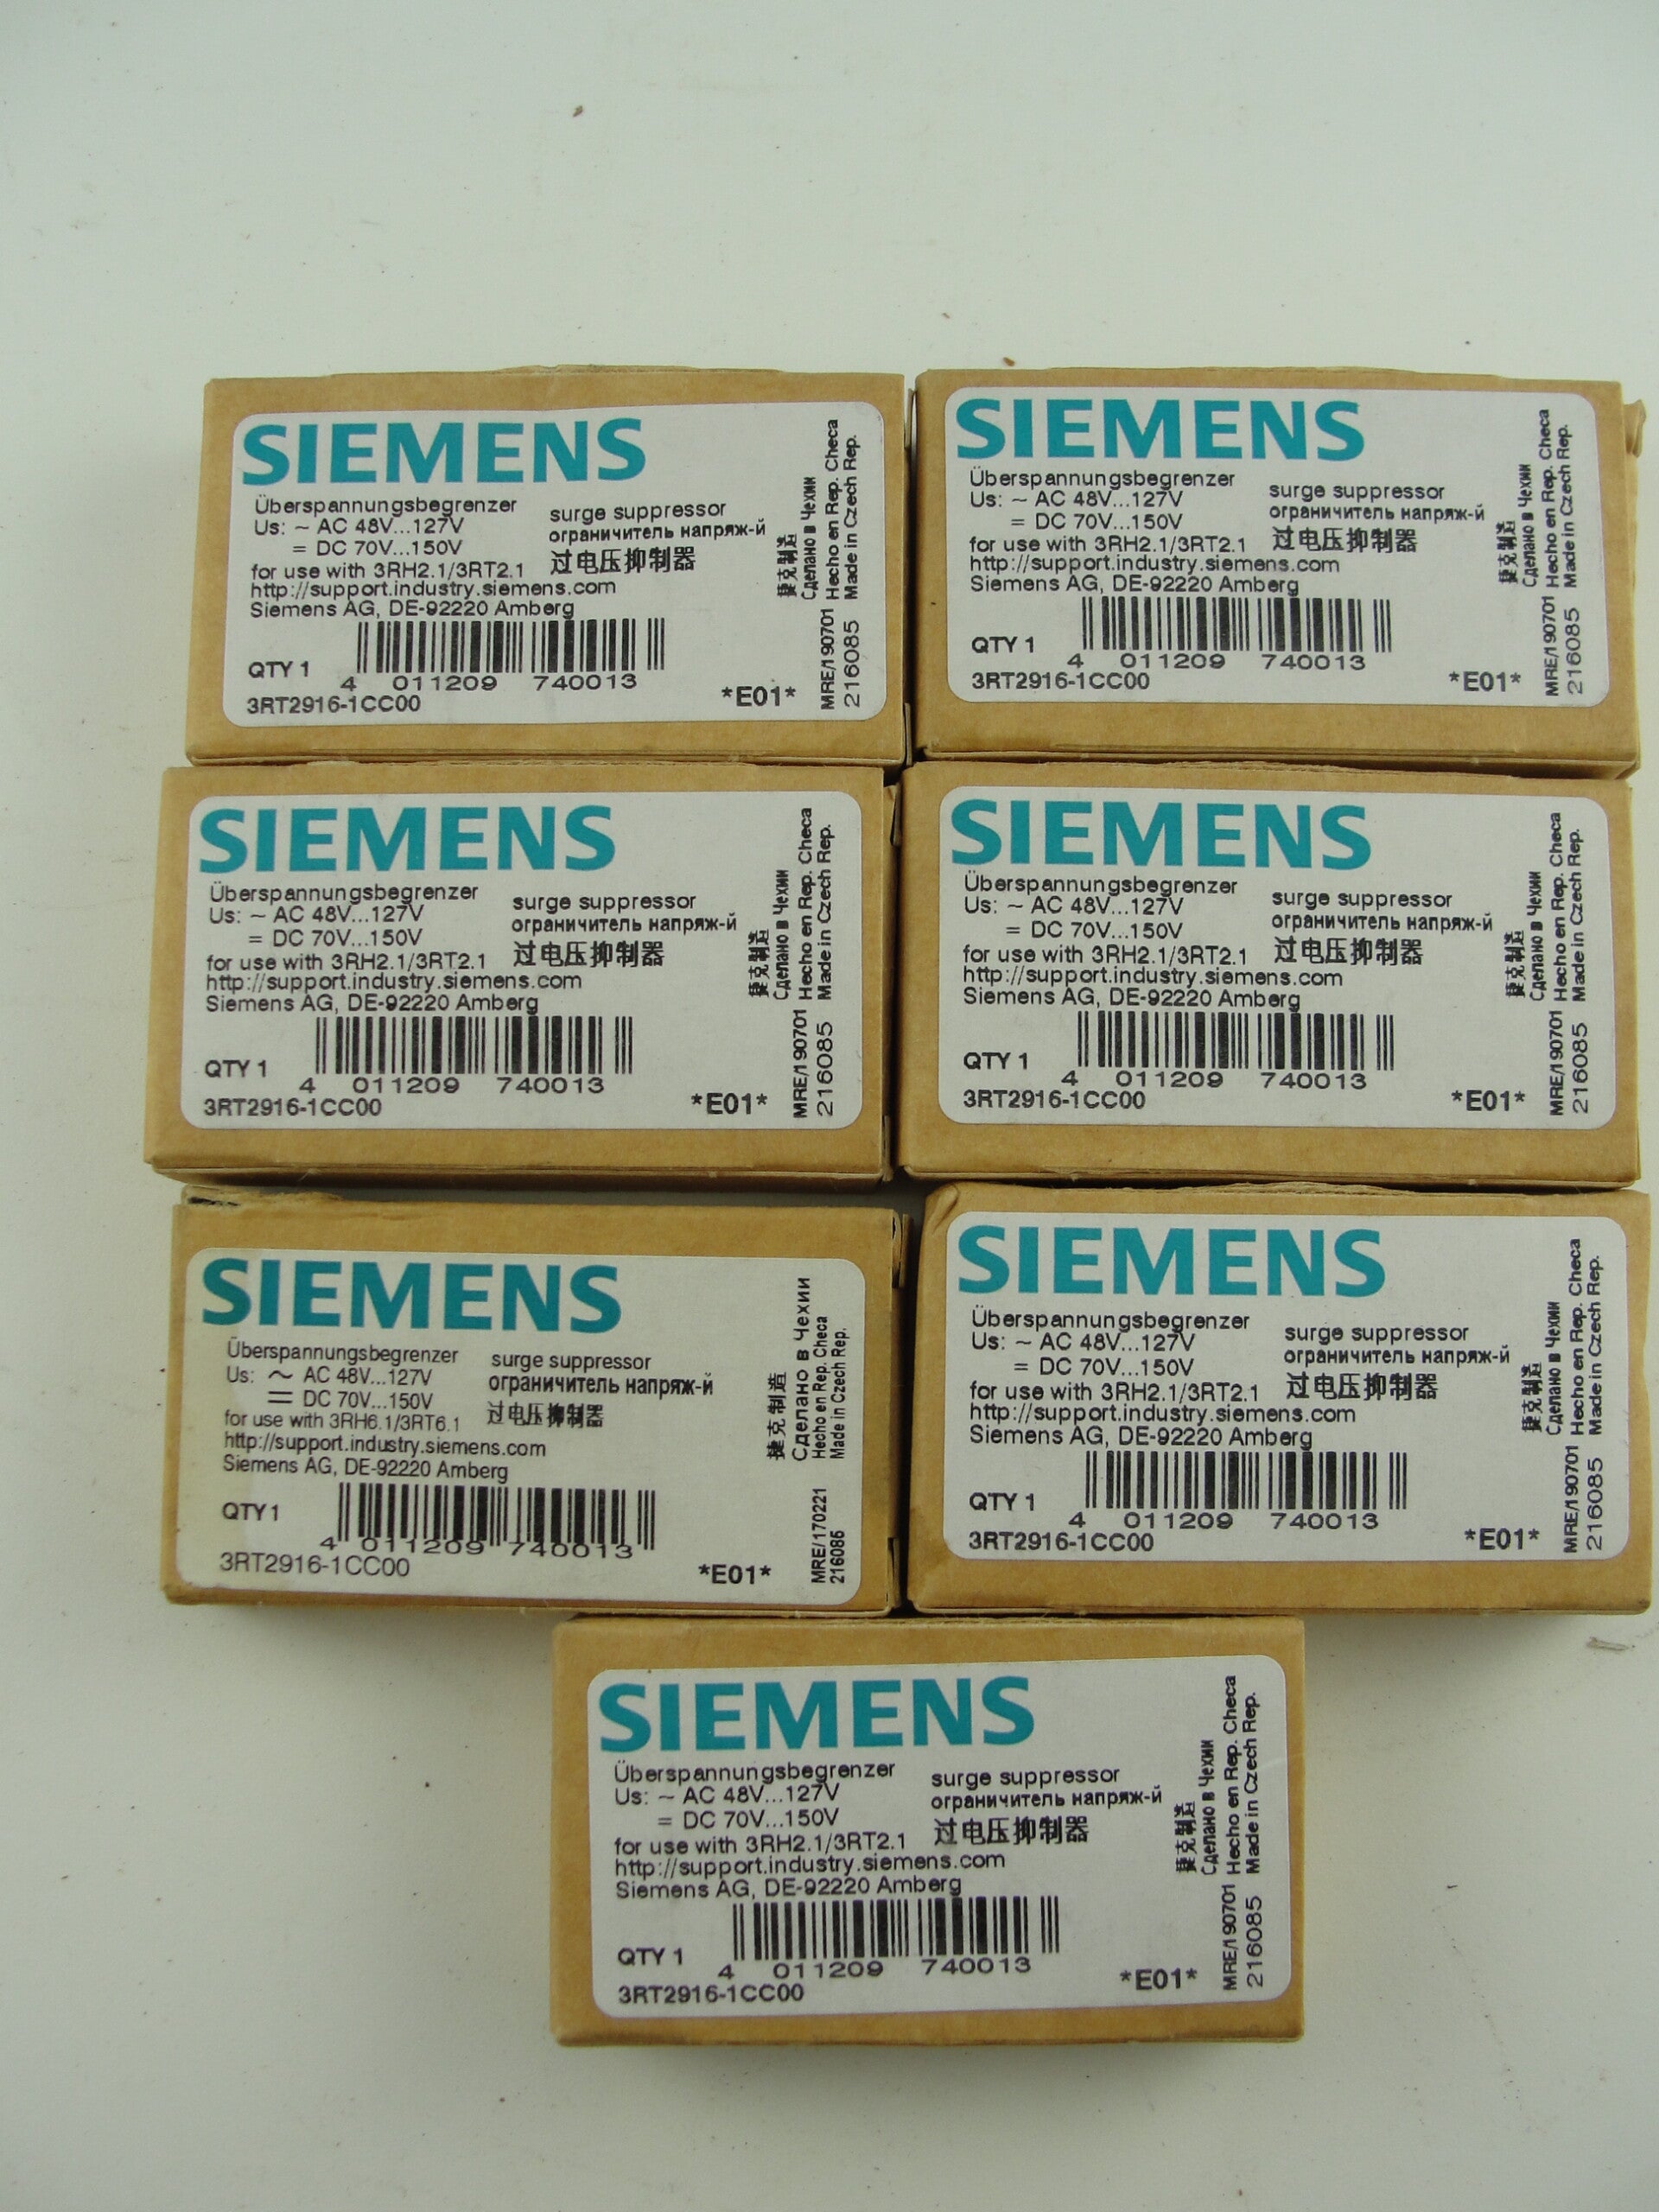 SIEMENS
Überspannungsbegrenzer
Us: ~ AC 48V...127V
= DC 70V...150V
for use with 3RH2.1/3RT2.1
http://support.industry.siemens.com
Siemens AG, DE-92220 Amberg
surge suppressor
ограничитель напряж-й
过电压抑制器
QTY 1
4 011209 740013
3RT2916-1CC00
*E01*
捷克制造
Сделано в Чехии
MRE/190701 Hecho en Rep. Checa
216085 Made in Czech Rep.
SIEMENS
Überspannungsbegrenzer
Us: ~ AC 48V...127V
= DC 70V...150V
for use with 3RH2.1/3RT2.1
http://support.industry.siemens.com
Siemens AG, DE-92220 Amberg
surge suppressor
ограничитель напряж-й
过电压抑制器
QTY 1
4 011209 740013
3RT2916-1CC00
*E01*
捷克制造
Сделано в Чехии
MRE/190701 Hecho en Rep. Checa
216085 Made in Czech Rep.
SIEMENS
Überspannungsbegrenzer
Us: ~ AC 48V...127V
= DC 70V...150V
for use with 3RH2.1/3RT2.1
http://support.industry.siemens.com
Siemens AG, DE-92220 Amberg
surge suppressor
ограничитель напряж-й
过电压抑制器
QTY 1
4 011209 740013
3RT2916-1CC00
*E01*
捷克制造
Сделано в Чехии
MRE/190701 Hecho en Rep. Checa
216085 Made in Czech Rep.
SIEMENS
Überspannungsbegrenzer
Us: ~ AC 48V...127V
= DC 70V...150V
for use with 3RH2.1/3RT2.1
http://support.industry.siemens.com
Siemens AG, DE-92220 Amberg
surge suppressor
ограничитель напряж-й
过电压抑制器
QTY 1
4 011209 740013
3RT2916-1CC00
*E01*
捷克制造
Сделано в Чехии
MRE/190701 Hecho en Rep. Checa
216085 Made in Czech Rep.
SIEMENS
Überspannungsbegrenzer
Us: ~ AC 48V...127V
= DC 70V...150V
for use with 3RH6.1/3RT6.1
http://support.industry.siemens.com
Siemens AG, DE-92220 Amberg
surge suppressor
ограничитель напряж-й
过电压抑制器
QTY 1
4 011209 740013
3RT2916-1CC00
*E01*
捷克制造
Сделано в Чехии
MRE/170221 Hecho en Rep. Checa
216085 Made in Czech Rep.
SIEMENS
Überspannungsbegrenzer
Us: ~ AC 48V...127V
= DC 70V...150V
for use with 3RH2.1/3RT2.1
http://support.industry.siemens.com
Siemens AG, DE-92220 Amberg
surge suppressor
ограничитель напряж-й
过电压抑制器
QTY 1
4 011209 740013
3RT2916-1CC00
*E01*
捷克制造
Сделано в Чехии
MRE/190701 Hecho en Rep. Checa
216085 Made in Czech Rep.
SIEMENS
Überspannungsbegrenzer
Us: ~ AC 48V...127V
= DC 70V...150V
for use with 3RH2.1/3RT2.1
http://support.industry.siemens.com
Siemens AG, DE-92220 Amberg
surge suppressor
ограничитель напряж-й
过电压抑制器
QTY 1
4 011209 740013
3RT2916-1CC00
*E01*
捷克制造
Сделано в Чехии
MRE/190701 Hecho en Rep. Checa
216085 Made in Czech Rep.